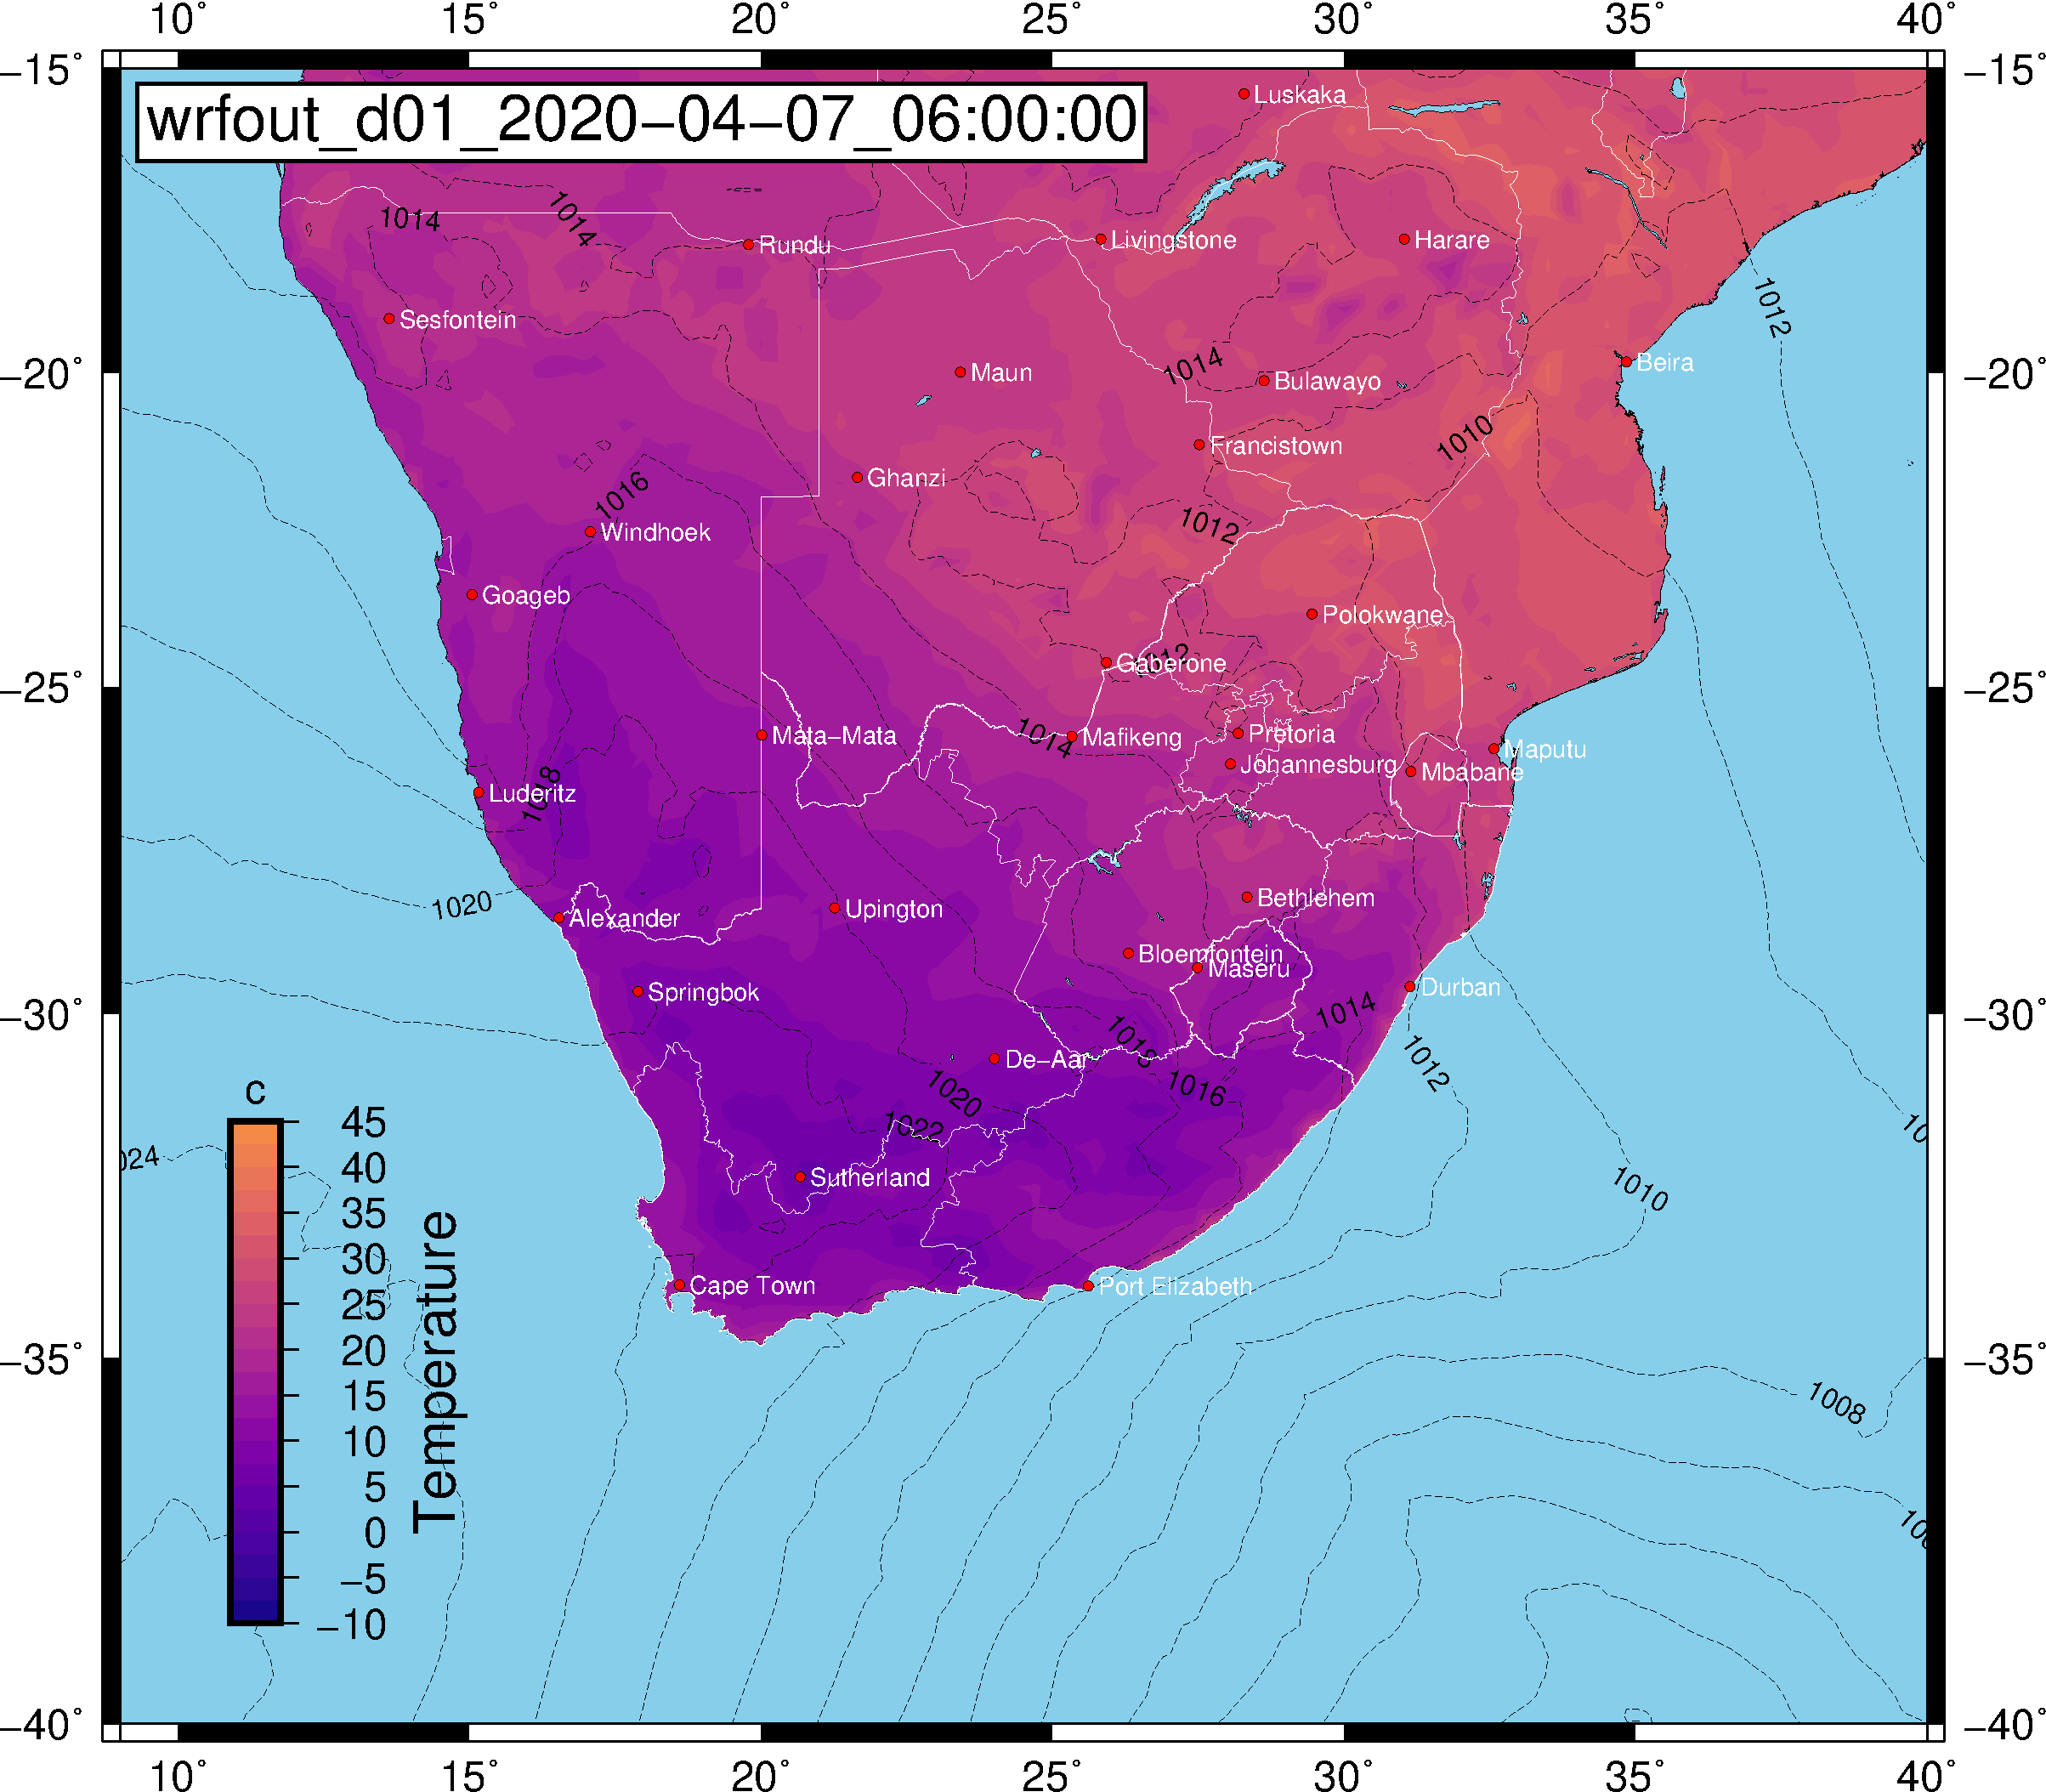 10° 15° 20° 25° 30° 35° 40°
−15° −15°
wrfout_d01_2020−04−07_06:00:00
Luskaka
1014
1014
Rundu
Livingstone
Harare
1012
Sesfontein
−20° −20°
Maun
1014
Bulawayo
Beira
Francistown
1010
Ghanzi
1016
1012
Windhoek
Goageb
Polokwane
1012
Gaberone
−25° −25°
Mata−Mata
1014
Mafikeng
Pretoria
Maputu
Johannesburg
Mbabane
1018
Luderitz
1020
Alexander
Upington
Bethlehem
Bloemfontein
Maseru
Springbok
Durban
−30° −30°
1014
1018
De−Aar
1012
1020
1016
c
1022
10
024
Sutherland
1010
Cape Town
Port Elizabeth
45
40
35
30
25
20
15
10
5
0
−5
−10
Temperature
−35° −35°
1008
−40° −40°
10° 15° 20° 25° 30° 35° 40°